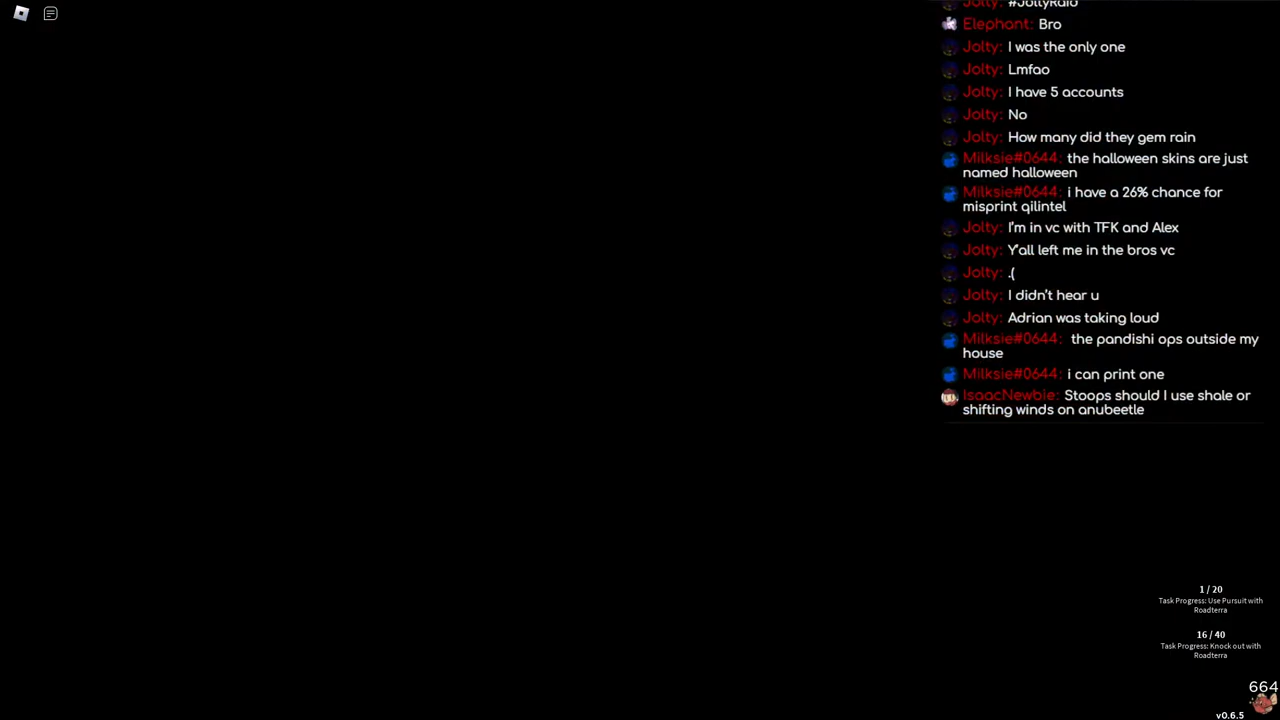 Jolty: #JoltyRaid
Elephant: Bro
Jolty: I was the only one
Jolty: Lmfao
Jolty: I have 5 accounts
Jolty: No
Jolty: How many did they gem rain
Milksie#0644: the halloween skins are just
named halloween
Milksie#0644: i have a 26% chance for
misprint qilintel
Jolty: I'm in vc with TFK and Alex
Jolty: Y'all left me in the bros vc
Jolty: .(
Jolty: I didn't hear u
Jolty: Adrian was taking loud
Milksie#0644: the pandishi ops outside my
house
Milksie#0644: i can print one
IsaacNewbie: Stoops should I use shale or
shifting winds on anubeetle
1 / 20
Task Progress: Use Pursuit with
Roadterra
16 / 40
Task Progress: Knock out with
Roadterra
664
v0.6.5